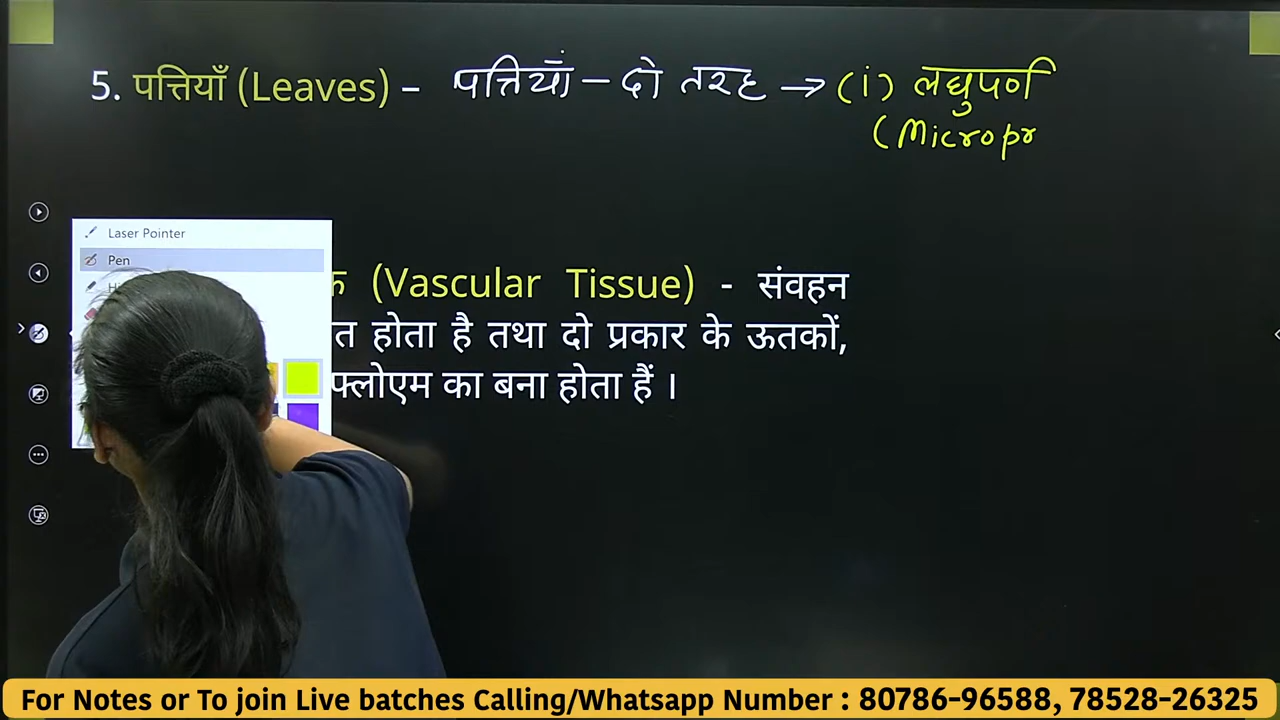 5. पत्तियाँ (Leaves) – पत्तियाँ – दो तरह → (i) लघुपर्ण
(Micropr
Laser Pointer
Pen
(Vascular Tissue) - संवहन
होता है तथा दो प्रकार के ऊतकों,
फ्लोएम का बना होता हैं ।
For Notes or To join Live batches Calling/Whatsapp Number : 80786-96588, 78528-26325